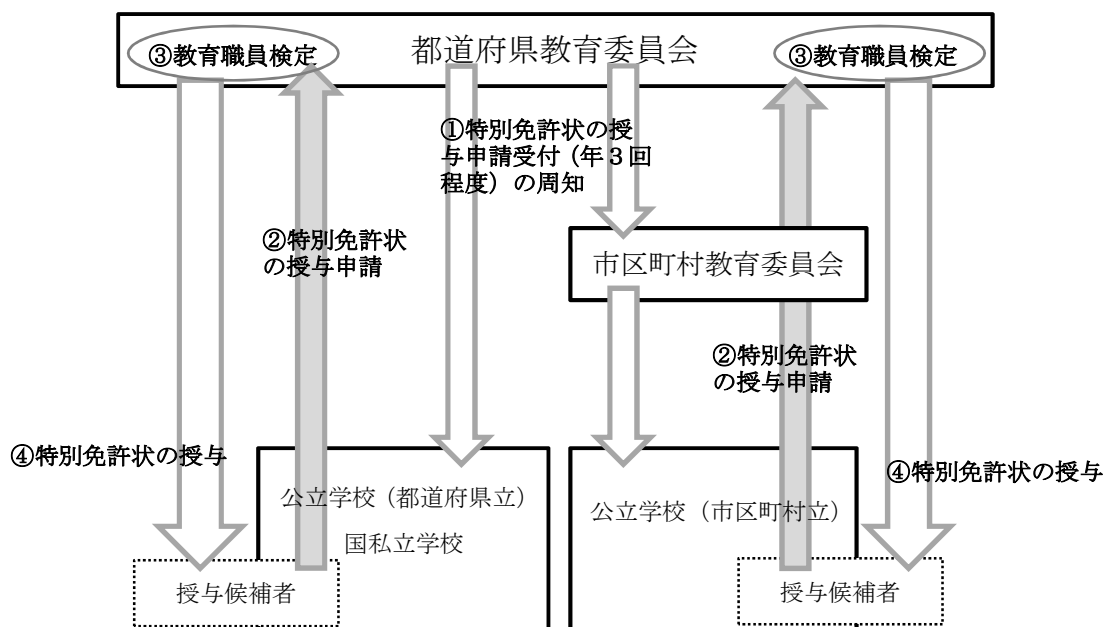 ③教育職員検定
都道府県教育委員会
③教育職員検定
①特別免許状の授
与申請受付（年３回
程度）の周知
②特別免許状
の授与申請
市区町村教育委員会
②特別免許状
の授与申請
④特別免許状の授与
④特別免許状の授与
公立学校（都道府県立）
国私立学校
公立学校（市区町村立）
授与候補者
授与候補者